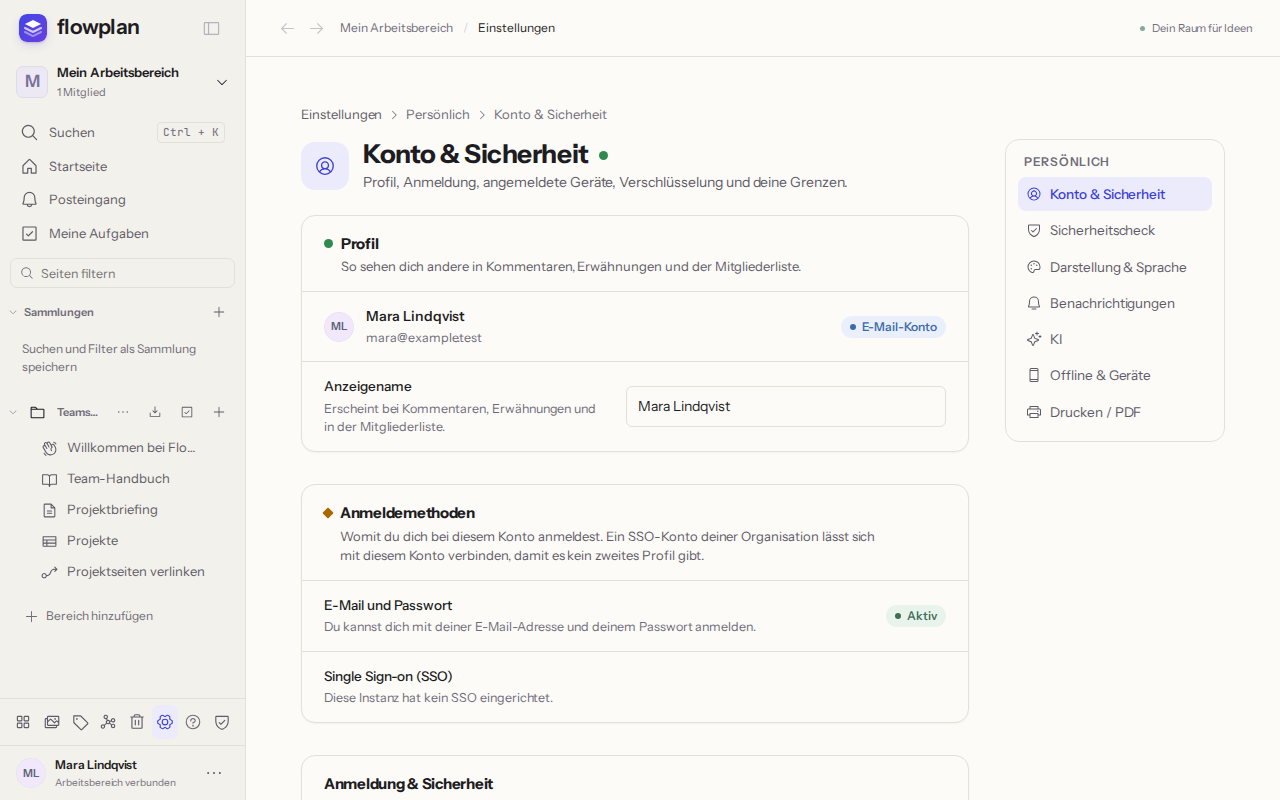 flowplan
Mein Arbeitsbereich / Einstellungen
Dein Raum für Ideen
M
Mein Arbeitsbereich
1 Mitglied
Suchen
Ctrl + K
Startseite
Posteingang
Meine Aufgaben
Seiten filtern
Sammlungen
Suchen und Filter als Sammlung
speichern
Teams...
Willkommen bei Flo...
Team-Handbuch
Projektbriefing
Projekte
Projektseiten verlinken
Bereich hinzufügen
ML
Mara Lindqvist
Arbeitsbereich verbunden
Einstellungen > Persönlich > Konto & Sicherheit
Konto & Sicherheit
Profil, Anmeldung, angemeldete Geräte, Verschlüsselung und deine Grenzen.
Profil
So sehen dich andere in Kommentaren, Erwähnungen und der Mitgliederliste.
ML
Mara Lindqvist
mara@example.test
E-Mail-Konto
Anzeigename
Erscheint bei Kommentaren, Erwähnungen und
in der Mitgliederliste.
Mara Lindqvist
Anmeldemethoden
Womit du dich bei diesem Konto anmeldest. Ein SSO-Konto deiner Organisation lässt sich
mit diesem Konto verbinden, damit es kein zweites Profil gibt.
E-Mail und Passwort
Du kannst dich mit deiner E-Mail-Adresse und deinem Passwort anmelden.
Aktiv
Single Sign-on (SSO)
Diese Instanz hat kein SSO eingerichtet.
Anmeldung & Sicherheit
PERSÖNLICH
Konto & Sicherheit
Sicherheitscheck
Darstellung & Sprache
Benachrichtigungen
KI
Offline & Geräte
Drucken / PDF